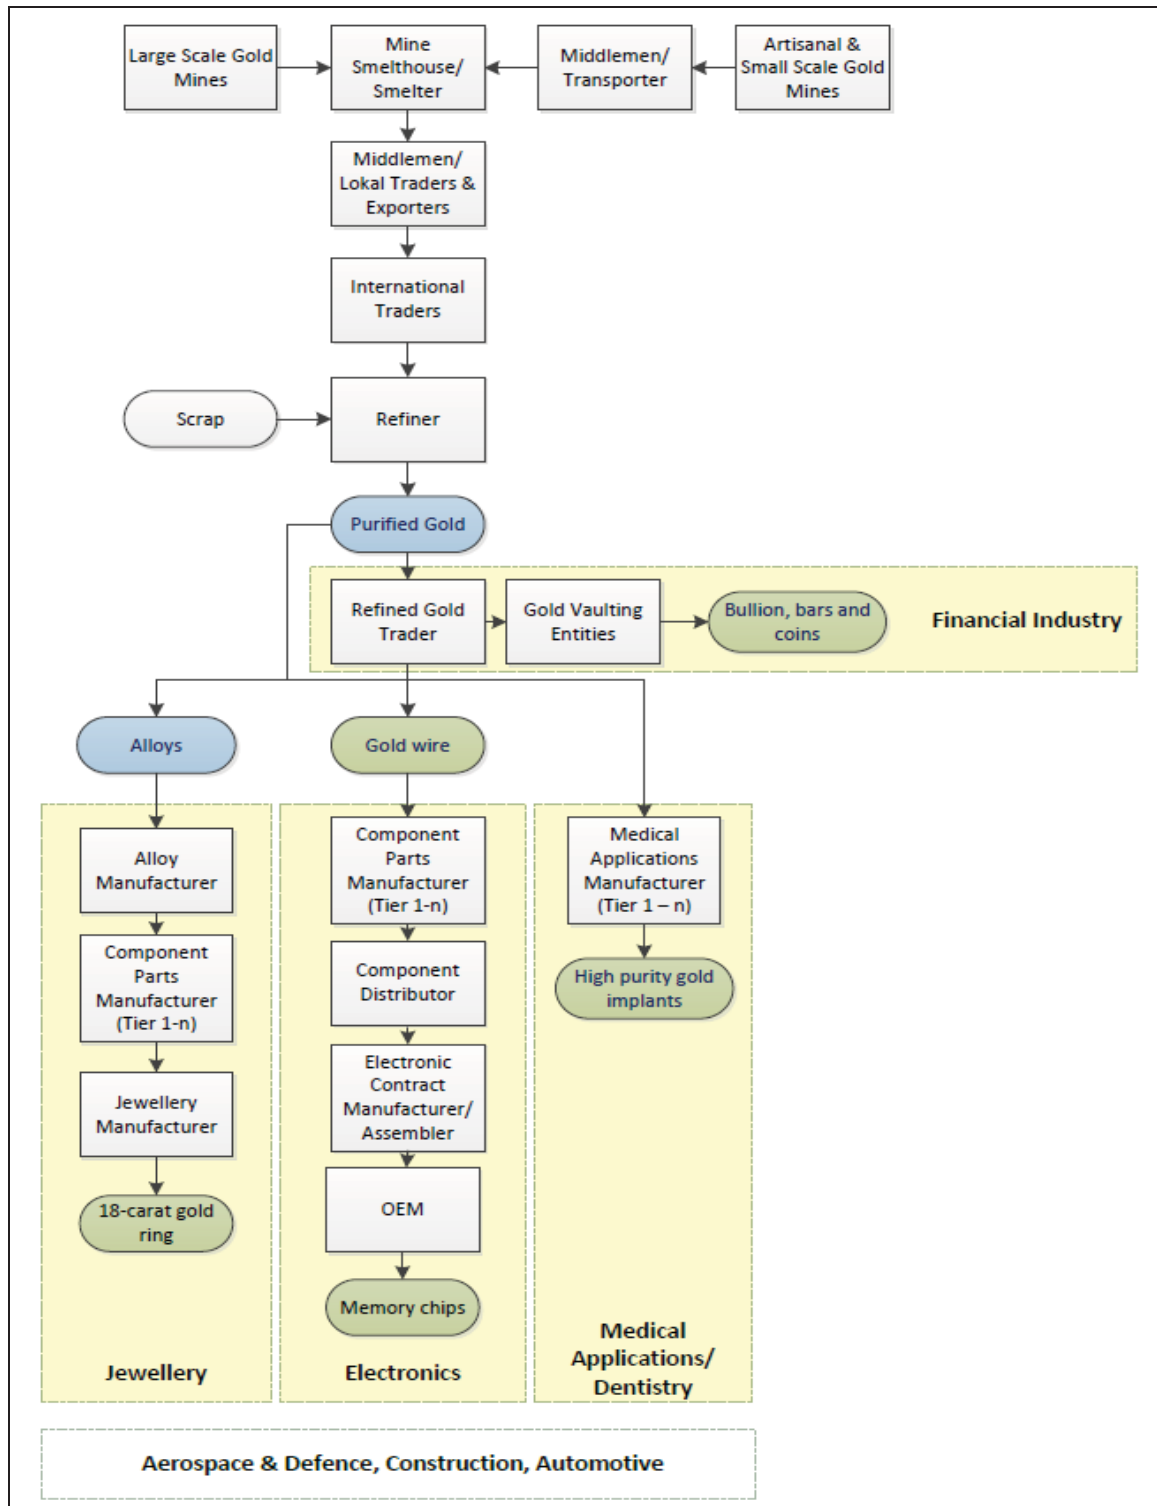 Large Scale Gold
Mines
Mine
Smelthouse/
Smelter
Middlemen/
Transporter
Artisanal &
Small Scale Gold
Mines
Middlemen/
Lokal Traders &
Exporters
International
Traders
Scrap
Refiner
Purified Gold
Refined Gold
Trader
Gold Vaulting
Entities
Bullion, bars and
coins
Financial Industry
Alloys
Gold wire
Alloy
Manufacturer
Component
Parts
Manufacturer
(Tier 1-n)
Jewellery
Manufacturer
18-carat gold
ring
Jewellery
Component
Parts
Manufacturer
(Tier 1-n)
Component
Distributor
Electronic
Contract
Manufacturer/
Assembler
OEM
Memory chips
Electronics
Medical
Applications
Manufacturer
(Tier 1 – n)
High purity gold
implants
Medical
Applications/
Dentistry
Aerospace & Defence, Construction, Automotive